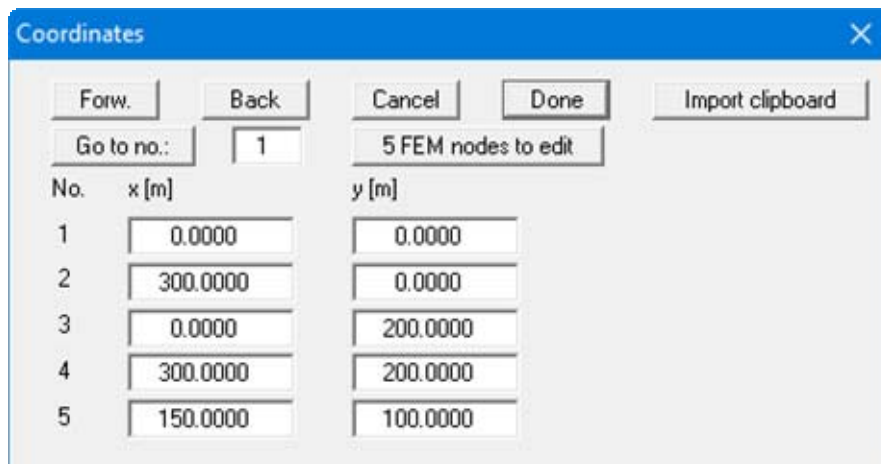 Coordinates
Forw. Back Cancel Done Import clipboard
Go to no.: 1 5 FEM nodes to edit
No. x [m] y [m]
1 0.0000 0.0000
2 300.0000 0.0000
3 0.0000 200.0000
4 300.0000 200.0000
5 150.0000 100.0000